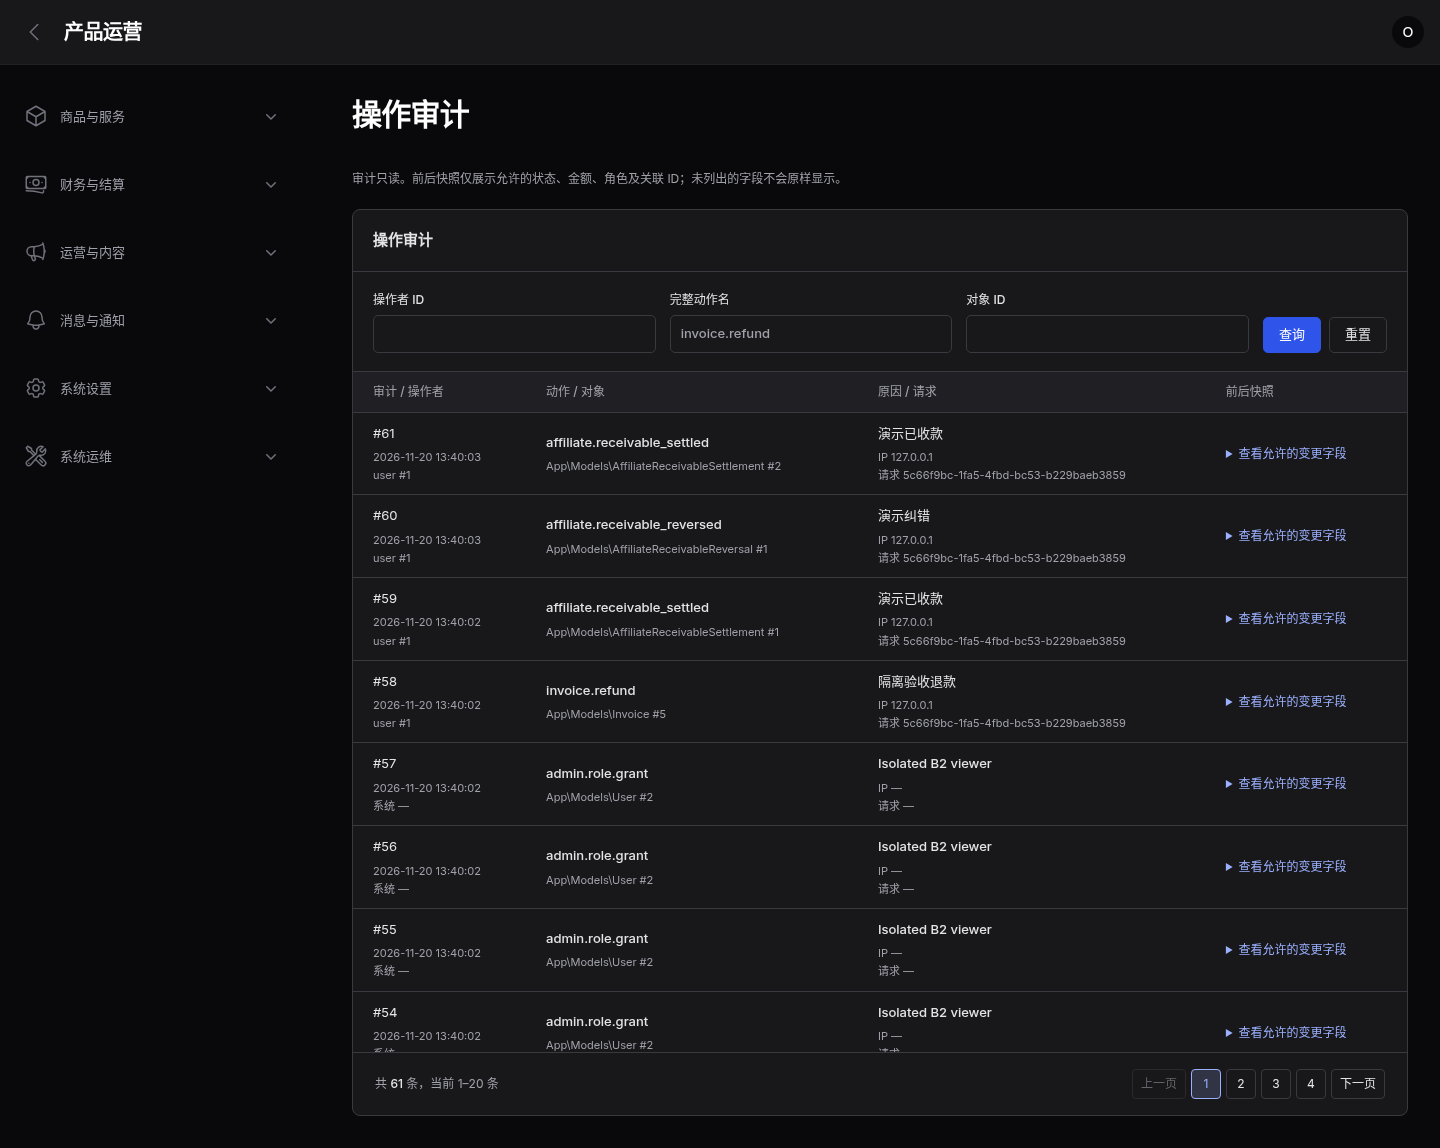 产品运营
O
商品与服务
财务与结算
运营与内容
消息与通知
系统设置
系统运维
操作审计
审计只读。前后快照仅展示允许的状态、金额、角色及关联 ID；未列出的字段不会原样显示。
操作审计
操作者 ID
完整动作名
对象 ID
invoice.refund
查询
重置
审计 / 操作者
动作 / 对象
原因 / 请求
前后快照
#61
2026-11-20 13:40:03
user #1
affiliate.receivable_settled
App\Models\AffiliateReceivableSettlement #2
演示已收款
IP 127.0.0.1
请求 5c66f9bc-1fa5-4fbd-bc53-b229baeb3859
查看允许的变更字段
#60
2026-11-20 13:40:03
user #1
affiliate.receivable_reversed
App\Models\AffiliateReceivableReversal #1
演示纠错
IP 127.0.0.1
请求 5c66f9bc-1fa5-4fbd-bc53-b229baeb3859
查看允许的变更字段
#59
2026-11-20 13:40:02
user #1
affiliate.receivable_settled
App\Models\AffiliateReceivableSettlement #1
演示已收款
IP 127.0.0.1
请求 5c66f9bc-1fa5-4fbd-bc53-b229baeb3859
查看允许的变更字段
#58
2026-11-20 13:40:02
user #1
invoice.refund
App\Models\Invoice #5
隔离验收退款
IP 127.0.0.1
请求 5c66f9bc-1fa5-4fbd-bc53-b229baeb3859
查看允许的变更字段
#57
2026-11-20 13:40:02
系统 —
admin.role.grant
App\Models\User #2
Isolated B2 viewer
IP —
请求 —
查看允许的变更字段
#56
2026-11-20 13:40:02
系统 —
admin.role.grant
App\Models\User #2
Isolated B2 viewer
IP —
请求 —
查看允许的变更字段
#55
2026-11-20 13:40:02
系统 —
admin.role.grant
App\Models\User #2
Isolated B2 viewer
IP —
请求 —
查看允许的变更字段
#54
2026-11-20 13:40:02
admin.role.grant
App\Models\User #2
Isolated B2 viewer
IP —
查看允许的变更字段
共 61 条，当前 1–20 条
上一页
1
2
3
4
下一页